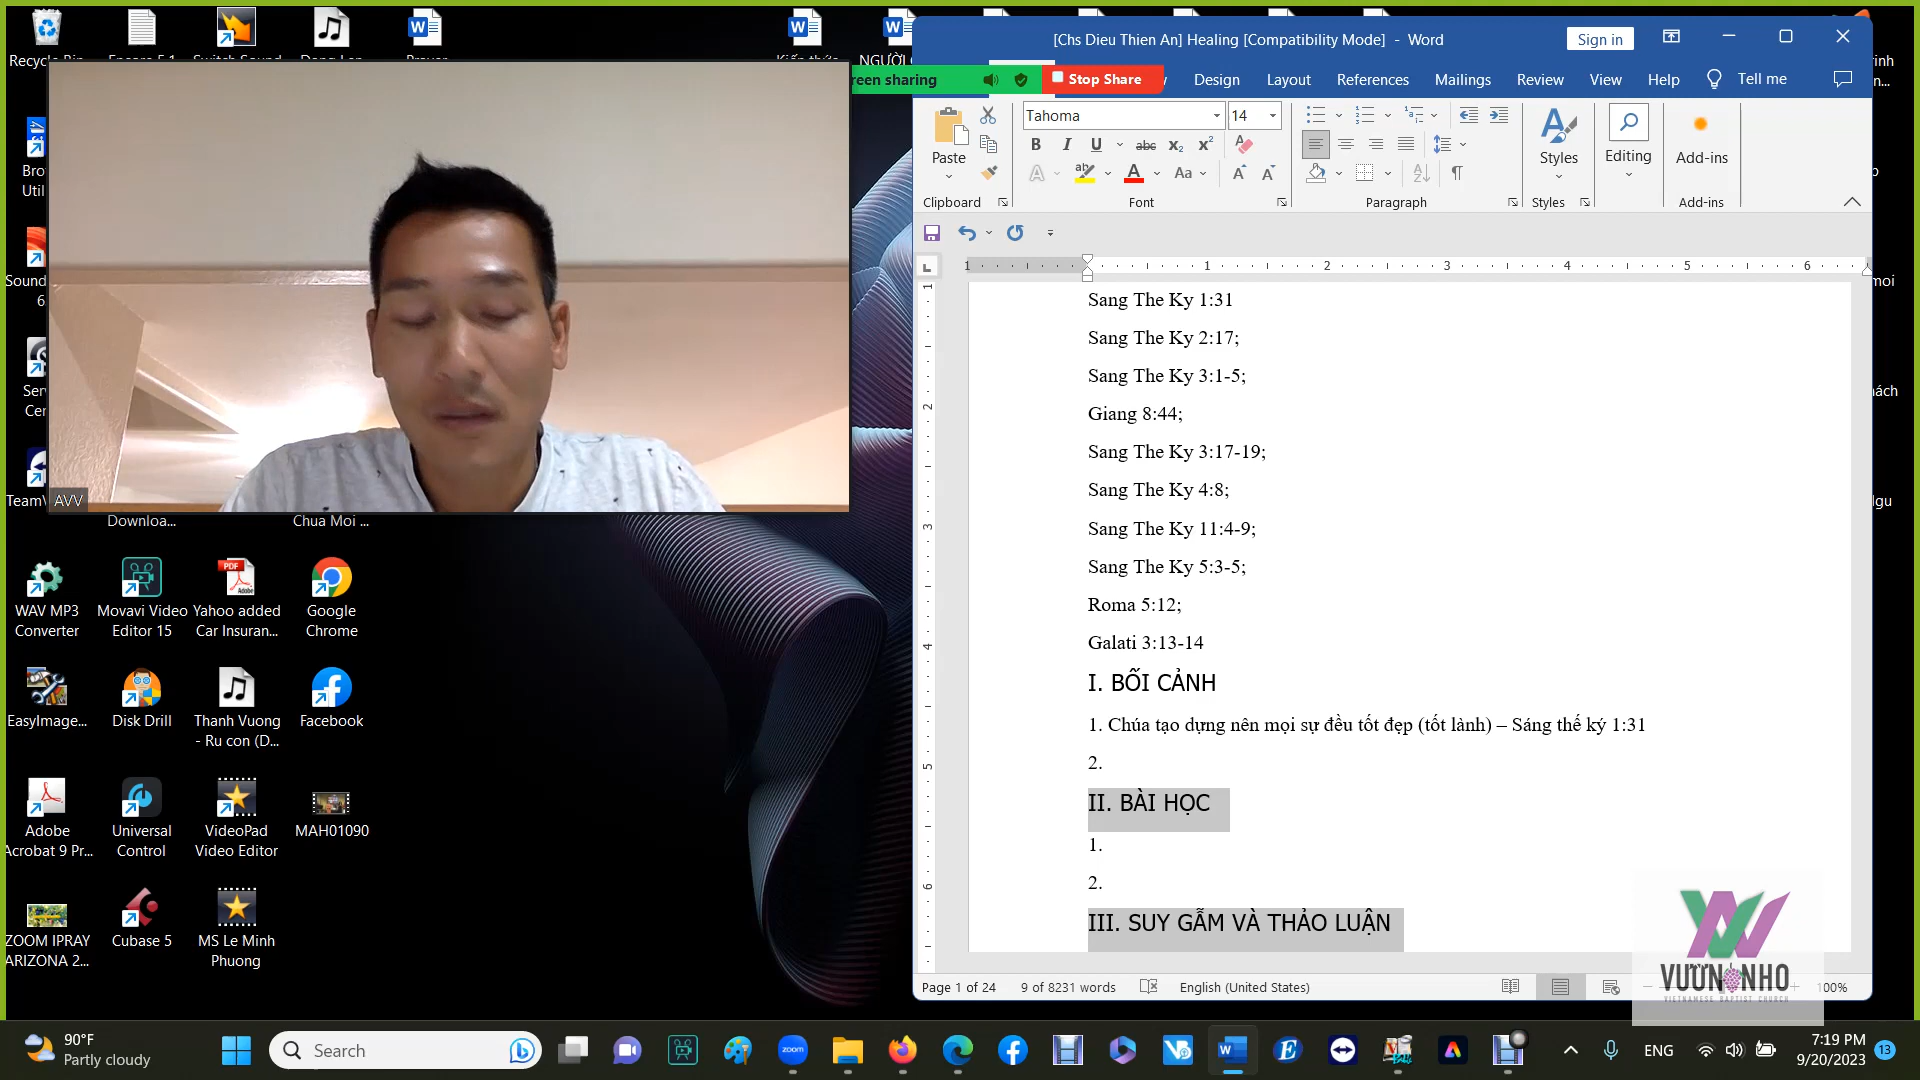 [Chs Dieu Thien An] Healing [Compatibility Mode] - Word
Sign in
reen sharing
Stop Share
Design
Layout
References
Mailings
Review
View
Help
Tell me
Paste
Tahoma
14
Styles
Editing
Add-ins
Clipboard
Font
Paragraph
Styles
Add-ins
Sang The Ky 1:31
Sang The Ky 2:17;
Sang The Ky 3:1-5;
Giang 8:44;
Sang The Ky 3:17-19;
Sang The Ky 4:8;
Sang The Ky 11:4-9;
Sang The Ky 5:3-5;
Roma 5:12;
Galati 3:13-14
I. BỐI CẢNH
1. Chúa tạo dựng nên mọi sự đều tốt đẹp (tốt lành) – Sáng thế ký 1:31
2.
II. BÀI HỌC
1.
2.
III. SUY GẪM VÀ THẢO LUẬN
Page 1 of 24
9 of 8231 words
English (United States)
100%
VƯỜN NHO
VIETNAMESE BAPTIST CHURCH
AVV
Downloa...
Chua Moi ...
WAV MP3
Converter
Movavi Video
Editor 15
Yahoo added
Car Insuran...
Google
Chrome
EasyImage...
Disk Drill
Thanh Vuong
- Ru con (D...
Facebook
Adobe
Acrobat 9 Pr...
Universal
Control
VideoPad
Video Editor
MAH01090
ZOOM IPRAY
ARIZONA 2...
Cubase 5
MS Le Minh
Phuong
90°F
Partly cloudy
Search
zoom
ENG
7:19 PM
9/20/2023
13